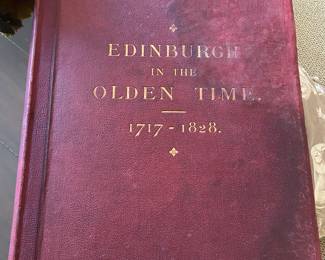 EDINBURGH
IN THE
OLDEN TIME.
1717-1828.